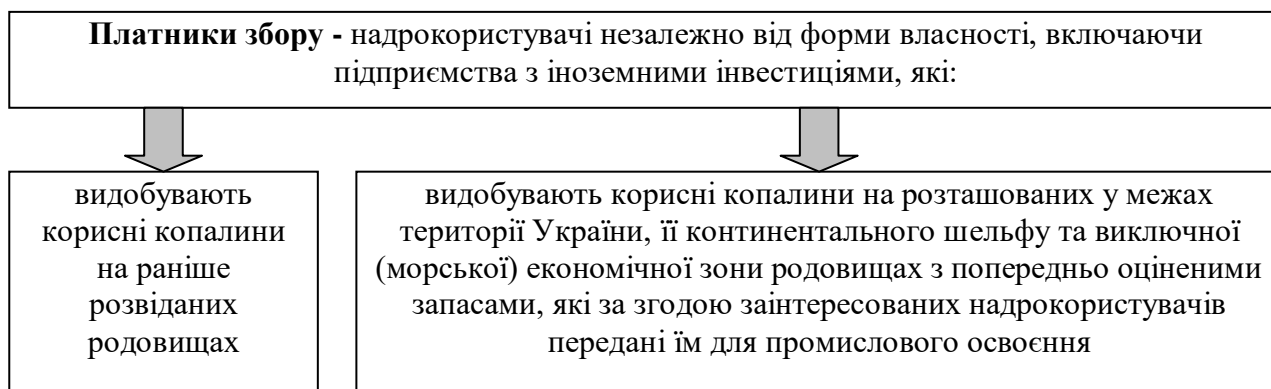 Платники збору - надрокористувачі незалежно від форми власності, включаючи
підприємства з іноземними інвестиціями, які:
видобувають
корисні копалини
на раніше
розвіданих
родовищах
видобувають корисні копалини на розташованих у межах
території України, її континентального шельфу та виключної
(морської) економічної зони родовищах з попередньо оціненими
запасами, які за згодою заінтересованих надрокористувачів
передані їм для промислового освоєння